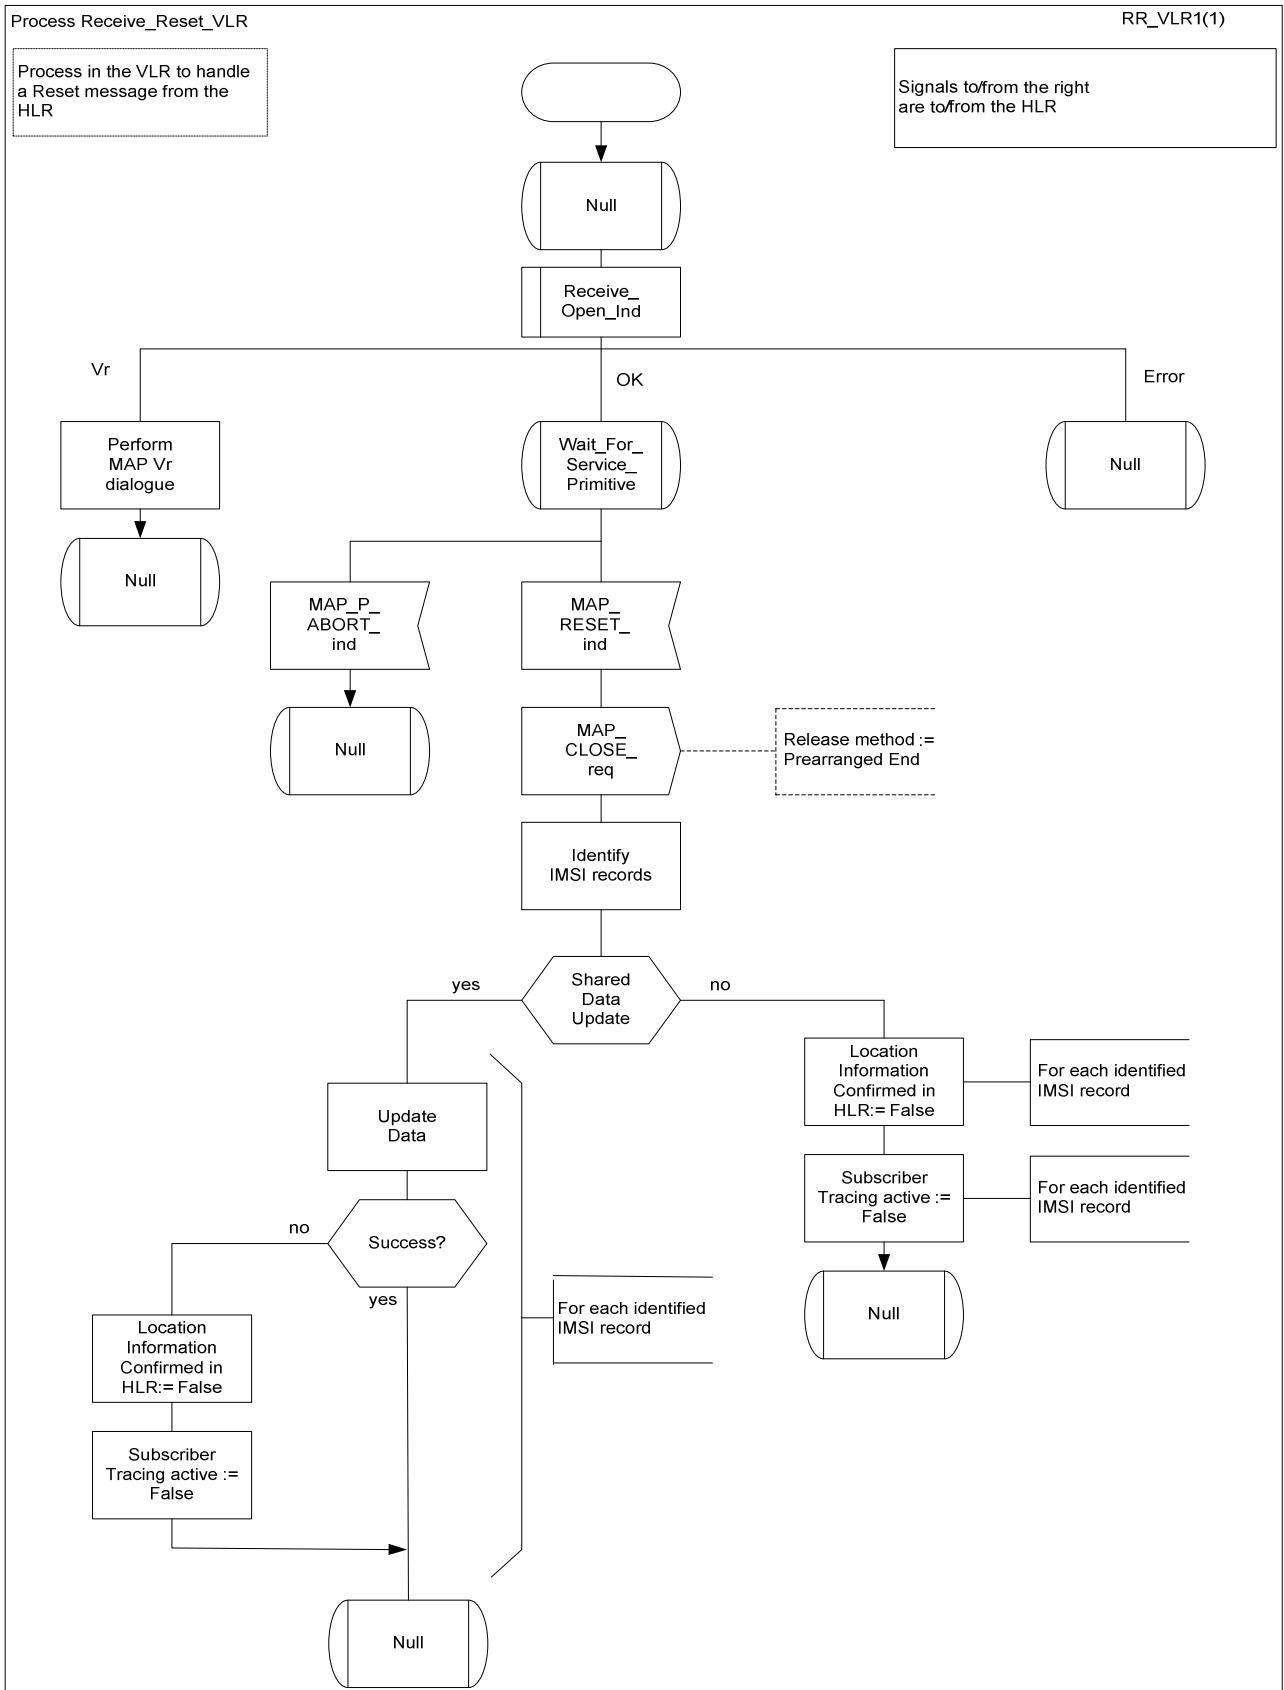 Process Receive_Reset_VLR
RR_VLR1(1)
Process in the VLR to handle
a Reset message from the
HLR
Signals to/from the right
are to/from the HLR
Null
Receive_
Open_Ind
Vr
OK
Error
Perform
MAP Vr
dialogue
Wait_For_
Service_
Primitive
Null
Null
MAP_P_
ABORT_
ind
MAP_
RESET_
ind
Null
MAP_
CLOSE_
req
Release method :=
Prearranged End
Identify
IMSI records
Shared
Data
Update
yes
no
Location
Information
Confirmed in
HLR:= False
For each identified
IMSI record
Update
Data
Subscriber
Tracing active :=
False
For each identified
IMSI record
Success?
no
yes
Null
For each identified
IMSI record
Location
Information
Confirmed in
HLR:= False
Subscriber
Tracing active :=
False
Null